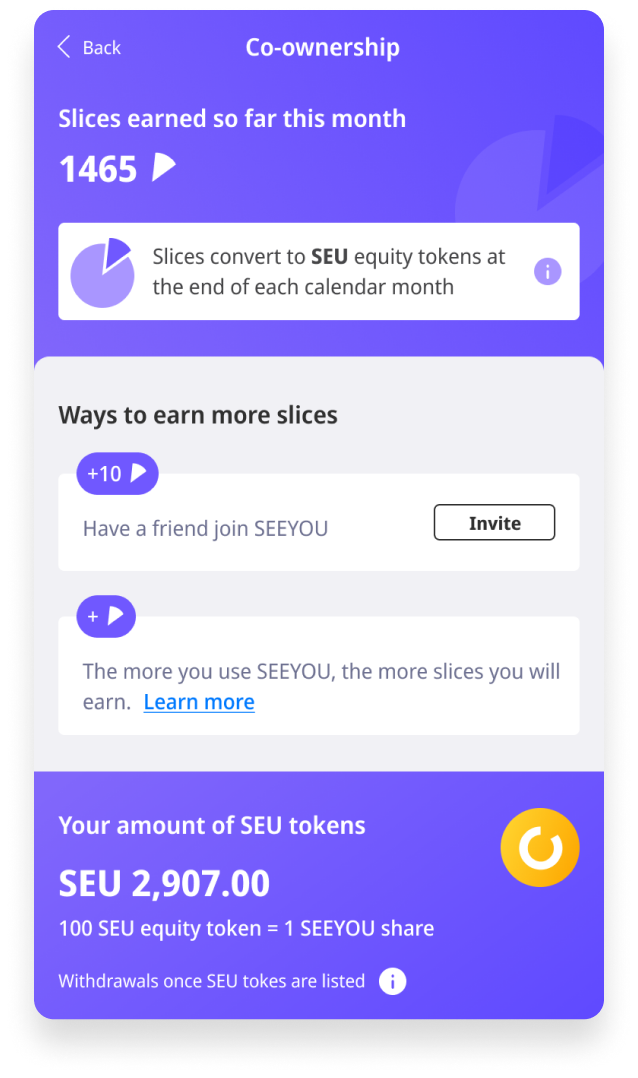 Back
Co-ownership
Slices earned so far this month
1465
Slices convert to SEU equity tokens at
the end of each calendar month
Ways to earn more slices
+10
Have a friend join SEEYOU
Invite
+
The more you use SEEYOU, the more slices you will
earn. Learn more
Your amount of SEU tokens
SEU 2,907.00
100 SEU equity token = 1 SEEYOU share
Withdrawals once SEU tokes are listed